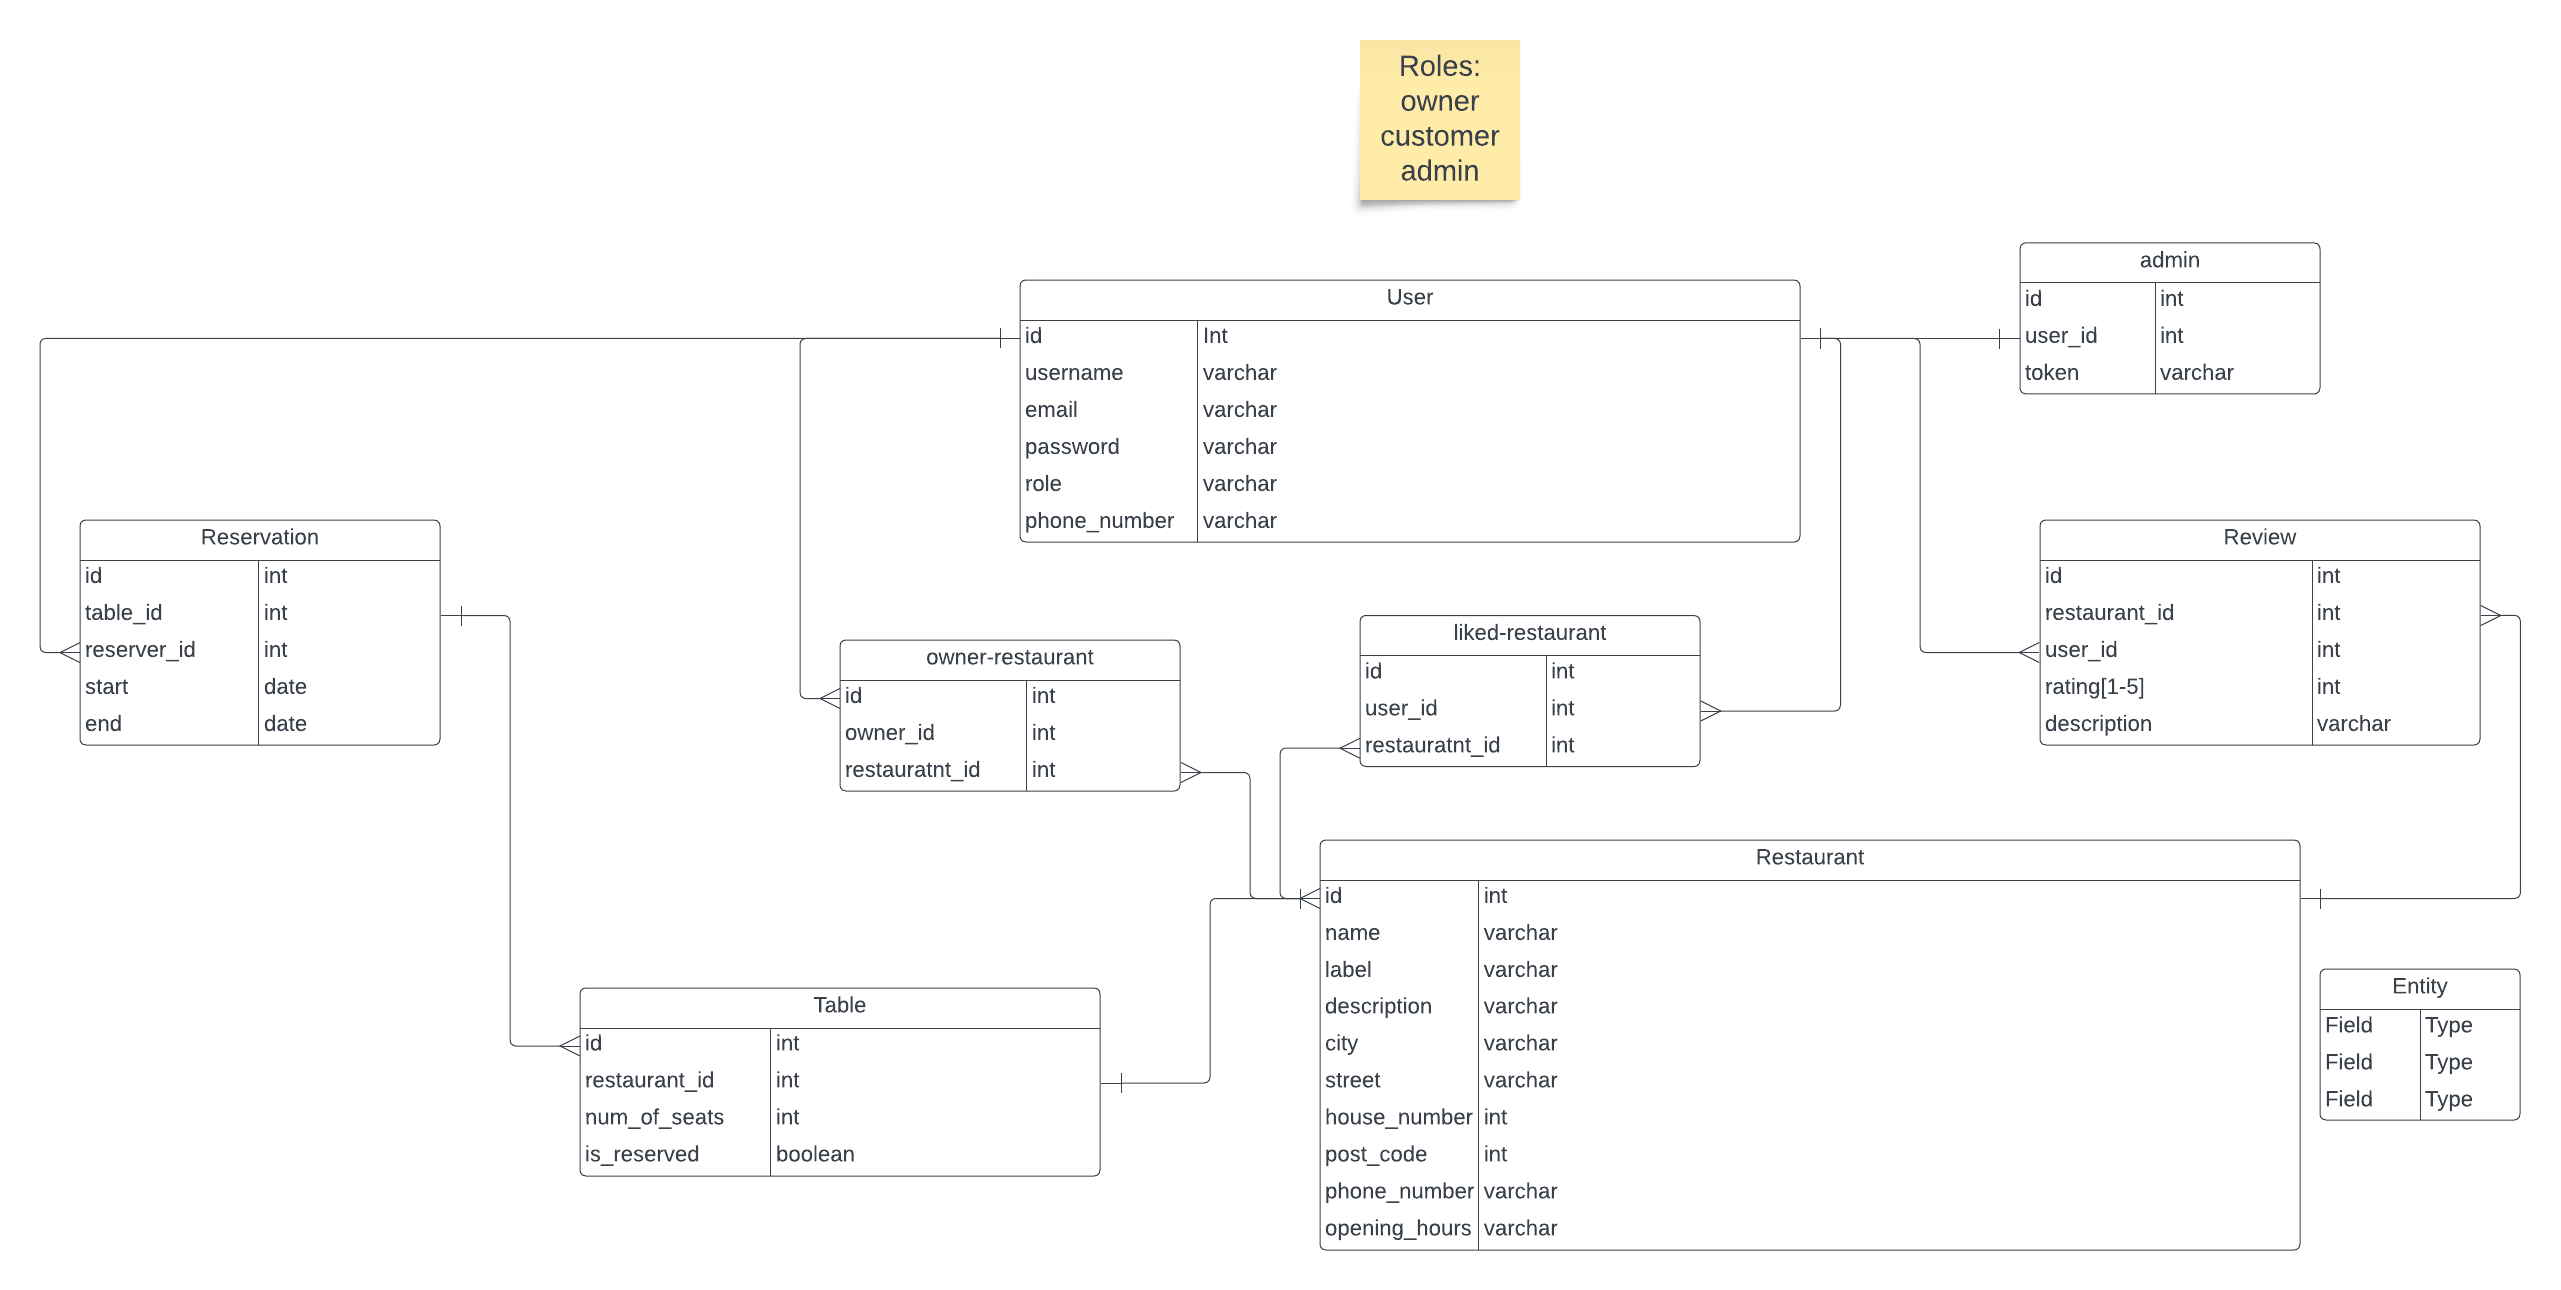 Roles:
owner
customer
admin
admin
id int
user_id int
token varchar
User
id Int
username varchar
email varchar
password varchar
role varchar
phone_number varchar
Reservation
id int
table_id int
reserver_id int
start date
end date
owner-restaurant
id int
owner_id int
restauratnt_id int
liked-restaurant
id int
user_id int
restauratnt_id int
Review
id int
restaurant_id int
user_id int
rating[1-5] int
description varchar
Table
id int
restaurant_id int
num_of_seats int
is_reserved boolean
Restaurant
id int
name varchar
label varchar
description varchar
city varchar
street varchar
house_number int
post_code int
phone_number varchar
opening_hours varchar
Entity
Field Type
Field Type
Field Type